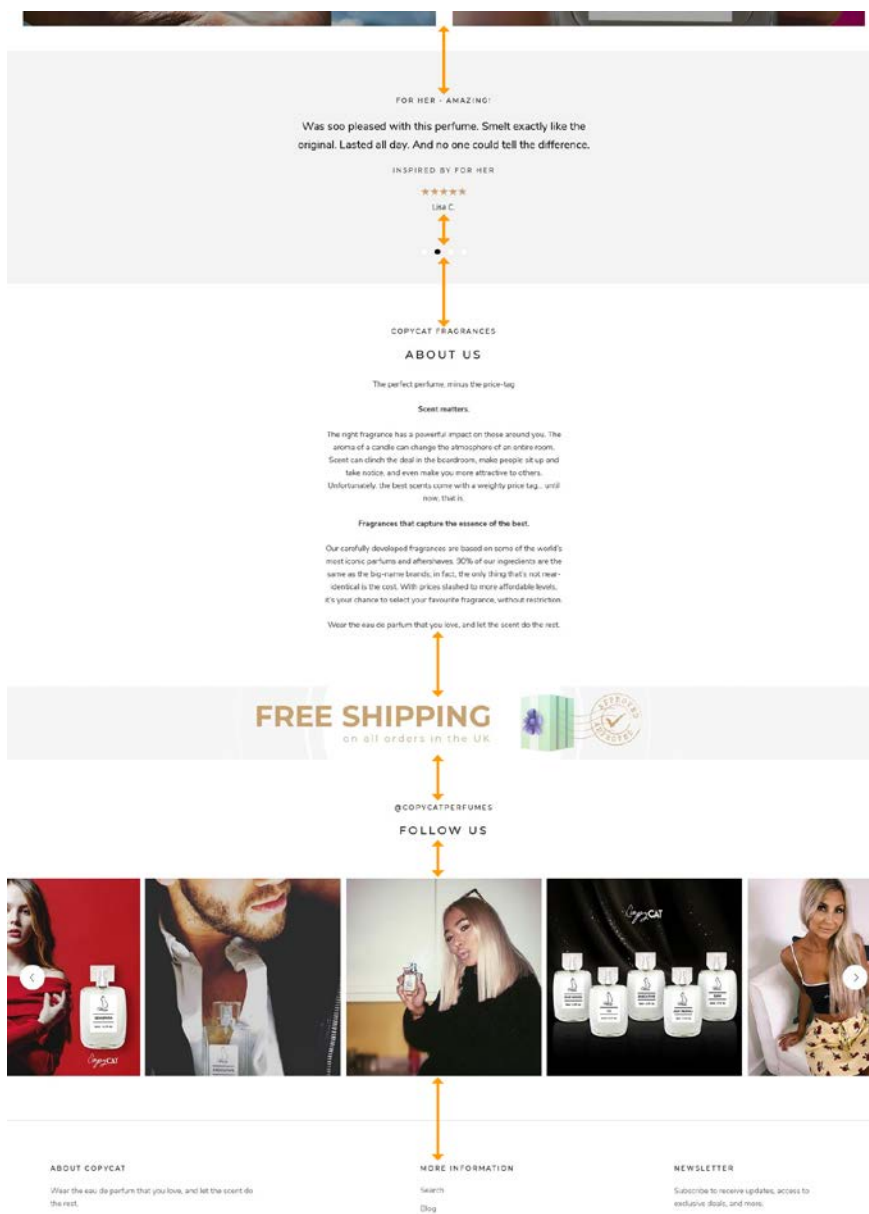 FOR HER - AMAZING!
Was soo pleased with this perfume. Smelt exactly like the
original. Lasted all day. And no one could tell the difference.
INSPIRED BY FOR HER
★★★★★
Lisa C.
COPYCAT FRAGRANCES
ABOUT US
The perfect perfume, minus the price-tag
Scent matters.
The right fragrance has a powerful impact on those around you. The
aroma of a candle can change the atmosphere of an entire room.
Scent can clinch the deal in the boardroom, make people sit up and
take notice, and even make you more attractive to others.
Unfortunately, the best scents come with a weighty price tag... until
now, that is.
Fragrances that capture the essence of the best.
Our carefully developed fragrances are based on some of the world's
most iconic parfums and aftershaves. 90% of our ingredients are the
same as the big-name brands; in fact, the only thing that's not near-
identical is the cost. With prices slashed to more affordable levels,
it's your chance to select your favourite fragrance, without restriction.
Wear the eau de parfum that you love, and let the scent do the rest.
FREE SHIPPING
on all orders in the UK
APPROVED
APPROVED
@COPYCATPERFUMES
FOLLOW US
CopyCAT
CopyCAT
ABOUT COPYCAT
Wear the eau de parfum that you love, and let the scent do
the rest.
MORE INFORMATION
Search
Blog
NEWSLETTER
Subscribe to receive updates, access to
exclusive deals, and more.